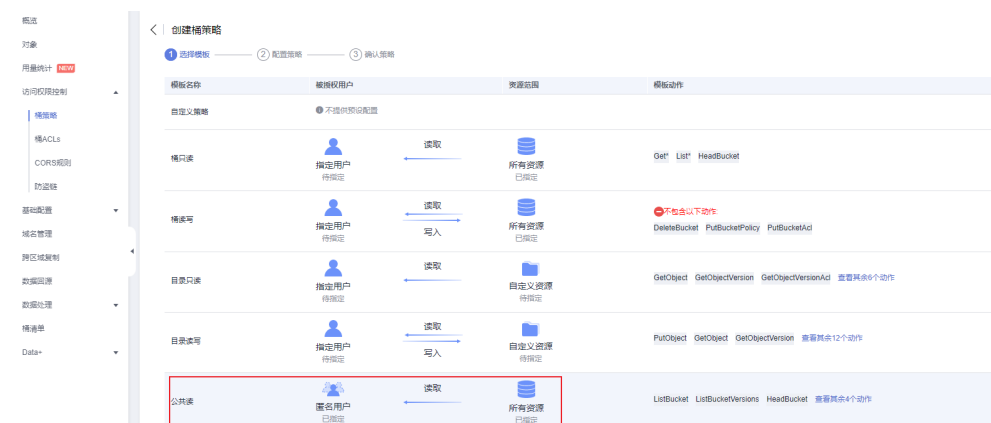 概览
对象
用量统计 NEW
访问权限控制
桶策略
桶ACLs
CORS规则
防盗链
基础配置
域名管理
跨区域复制
数据回源
数据处理
桶清单
Data+
创建桶策略
1 选择模板
2 配置策略
3 确认策略
模板名称 被授权用户 资源范围 模板动作
自定义策略 不提供预设配置
桶只读
指定用户
待指定
读取
所有资源
已指定
Get* List* HeadBucket
桶读写
指定用户
待指定
读取
写入
所有资源
已指定
不包含以下动作
DeleteBucket PutBucketPolicy PutBucketAcl
目录只读
指定用户
待指定
读取
自定义资源
待指定
GetObject GetObjectVersion GetObjectVersionAcl 查看其余6个动作
目录读写
指定用户
待指定
读取
写入
自定义资源
待指定
PutObject GetObject GetObjectVersion 查看其余12个动作
公共读
匿名用户
已指定
读取
所有资源
已指定
ListBucket ListBucketVersions HeadBucket 查看其余4个动作